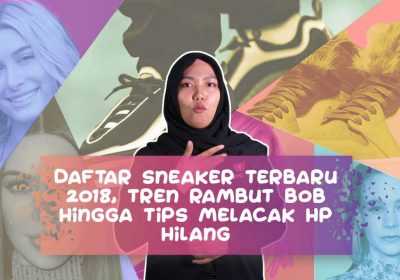 DAFTAR SNEAKER TERBARU
2018, TREN RAMBUT BOB
HINGGA TIPS MELACAK HP
HILANG